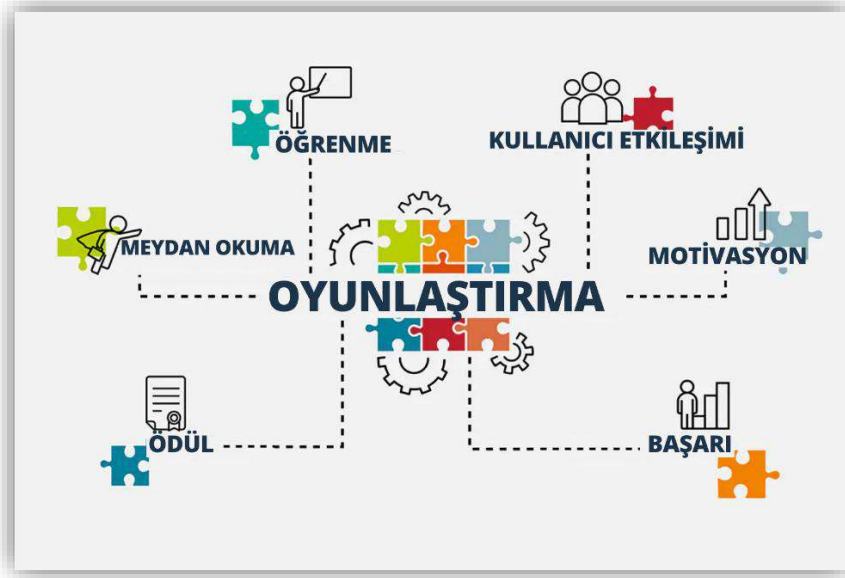 ÖĞRENME
KULLANICI ETKİLEŞİMİ
MEYDAN OKUMA
MOTİVASYON
OYUNLAŞTIRMA
ÖDÜL
BAŞARI